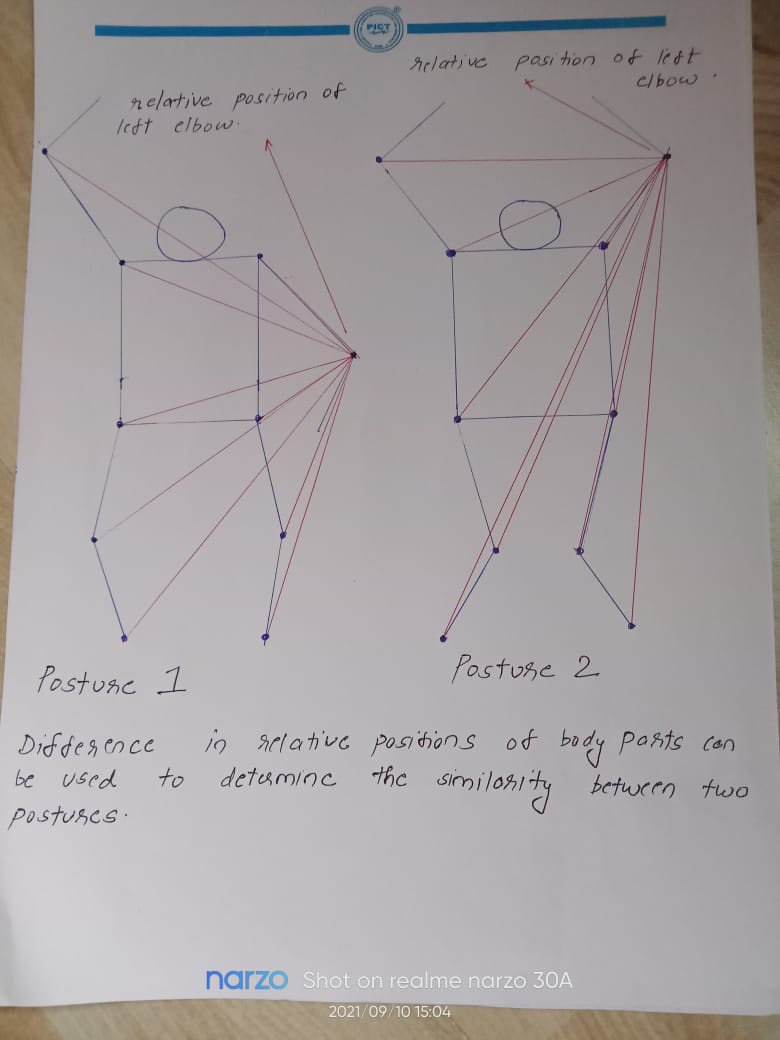 PICT
relative position of left
elbow.
relative position of
left elbow.
Posture 1
Posture 2
Difference in relative positions of body parts can
be used to determine the similarity between two
postures.
narzo Shot on realme narzo 30A
2021/09/10 15:04